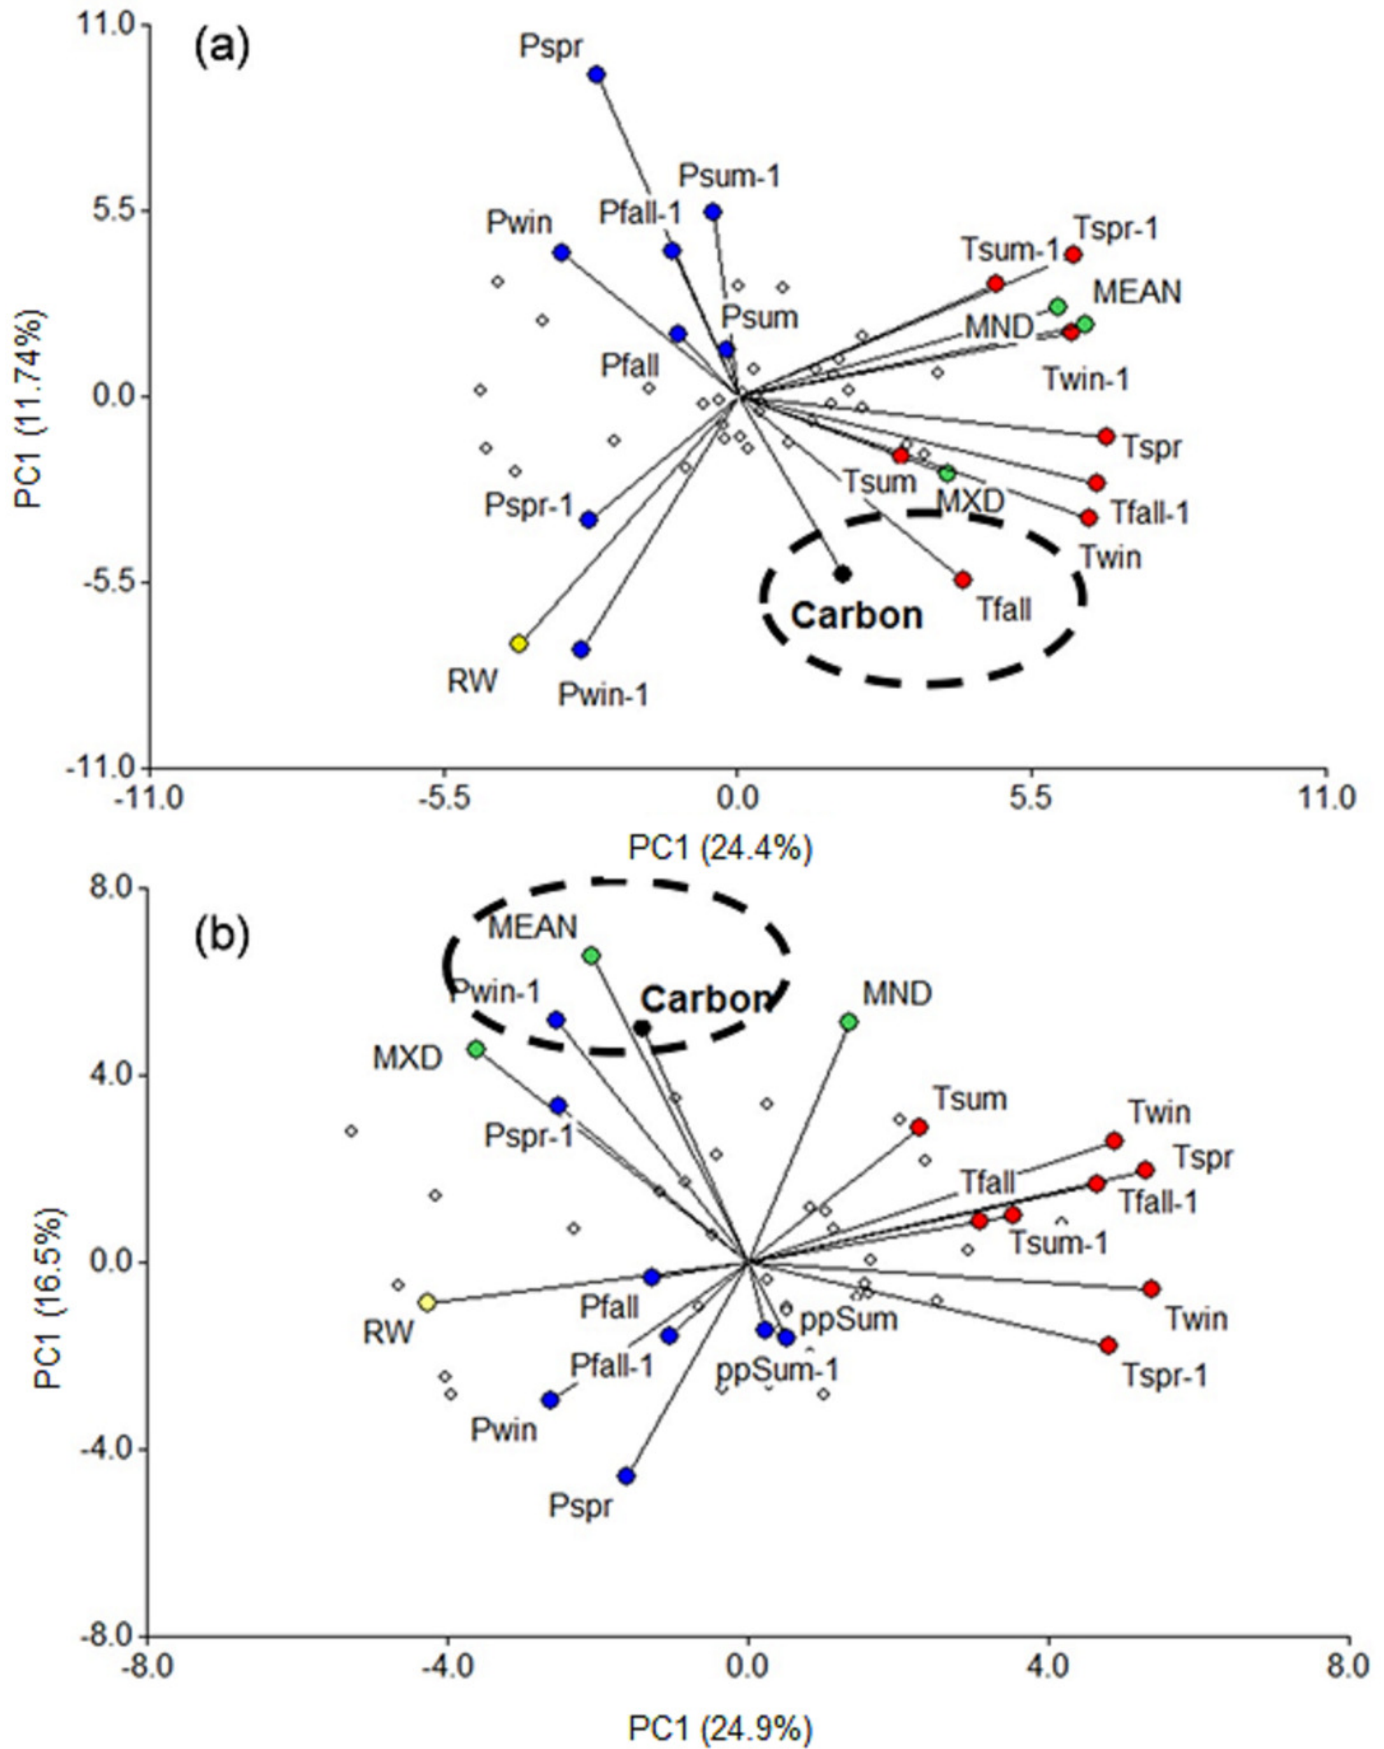 11.0
(a)
Pspr
Psum-1
5.5
Pfall-1
Pwin
Tspr-1
Tsum-1
MEAN
Psum
MND
Pfall
Twin-1
PC1 (11.74%)
0.0
Tspr
Tsum
MXD
Pspr-1
Tfall-1
Twin
-5.5
Carbon
Tfall
RW
Pwin-1
-11.0
-11.0 -5.5 0.0 5.5 11.0
PC1 (24.4%)
8.0
(b)
MEAN
Pwin-1
Carbon
MND
MXD
4.0
Tsum
Twin
Pspr-1
Tspr
Tfall
Tfall-1
Tsum-1
PC1 (16.5%)
0.0
Pfall
ppSum
Twin
RW
Pfall-1
ppSum-1
Tspr-1
Pwin
-4.0
Pspr
-8.0
-8.0 -4.0 0.0 4.0 8.0
PC1 (24.9%)